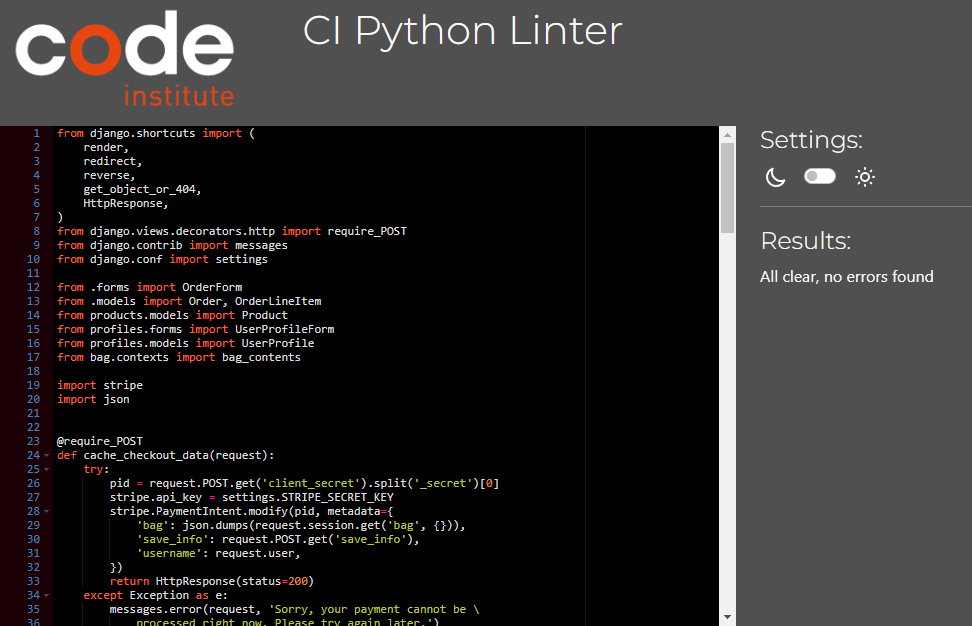 code
institute
CI Python Linter
1 from django.shortcuts import (
2     render,
3     redirect,
4     reverse,
5     get_object_or_404,
6     HttpResponse,
7 )
8 from django.views.decorators.http import require_POST
9 from django.contrib import messages
10 from django.conf import settings
11
12 from .forms import OrderForm
13 from .models import Order, OrderLineItem
14 from products.models import Product
15 from profiles.forms import UserProfileForm
16 from profiles.models import UserProfile
17 from bag.contexts import bag_contents
18
19 import stripe
20 import json
21
22
23 @require_POST
24 def cache_checkout_data(request):
25     try:
26         pid = request.POST.get('client_secret').split('_secret')[0]
27         stripe.api_key = settings.STRIPE_SECRET_KEY
28         stripe.PaymentIntent.modify(pid, metadata={
29             'bag': json.dumps(request.session.get('bag', {})),
30             'save_info': request.POST.get('save_info'),
31             'username': request.user,
32         })
33         return HttpResponse(status=200)
34     except Exception as e:
35         messages.error(request, 'Sorry, your payment cannot be \
36             processed right now. Please try again later.')
Settings:
Results:
All clear, no errors found